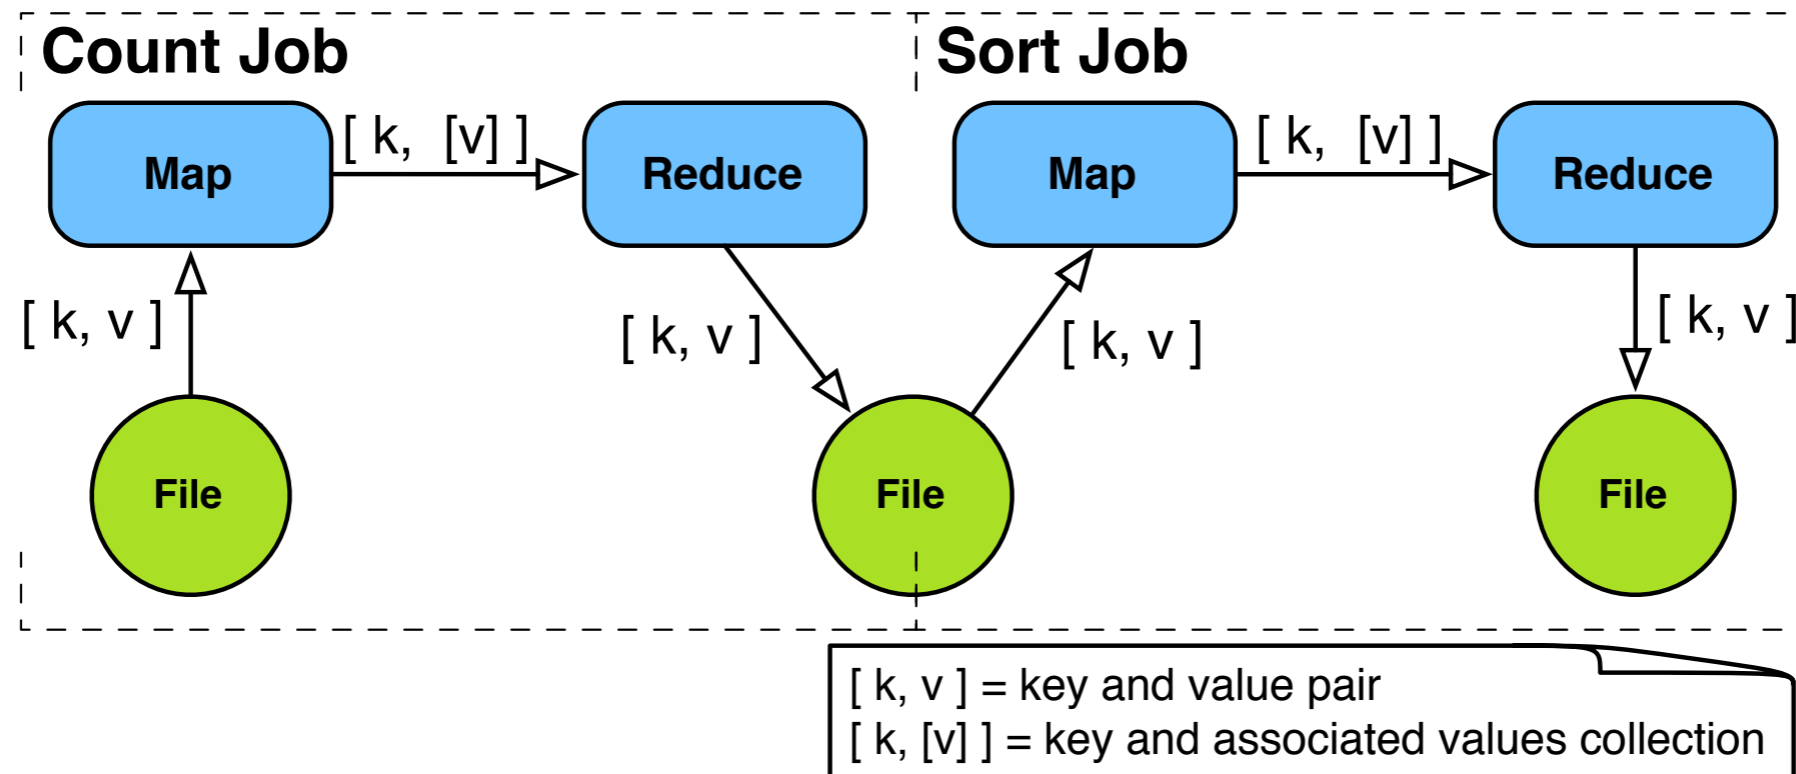 Count Job
Sort Job
Map
[ k, [v] ]
Reduce
Map
[ k, [v] ]
Reduce
[ k, v ]
[ k, v ]
[ k, v ]
[ k, v ]
File
File
File
[ k, v ] = key and value pair
[ k, [v] ] = key and associated values collection